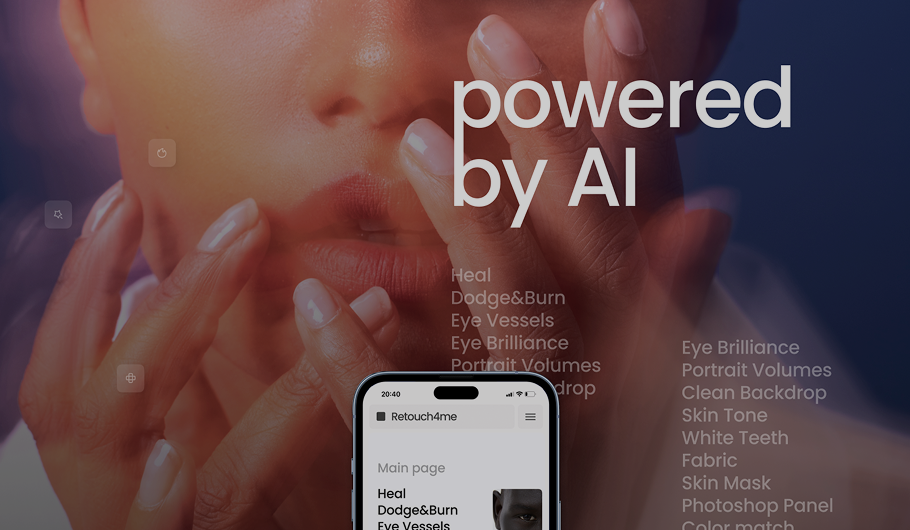 powered
by AI
Heal
Dodge&Burn
Eye Vessels
Eye Brilliance
Portrait Volumes
drop
Eye Brilliance
Portrait Volumes
Clean Backdrop
Skin Tone
White Teeth
Fabric
Skin Mask
Photoshop Panel
Color match
20:40
Retouch4me
Main page
Heal
Dodge&Burn
Eye Vessels